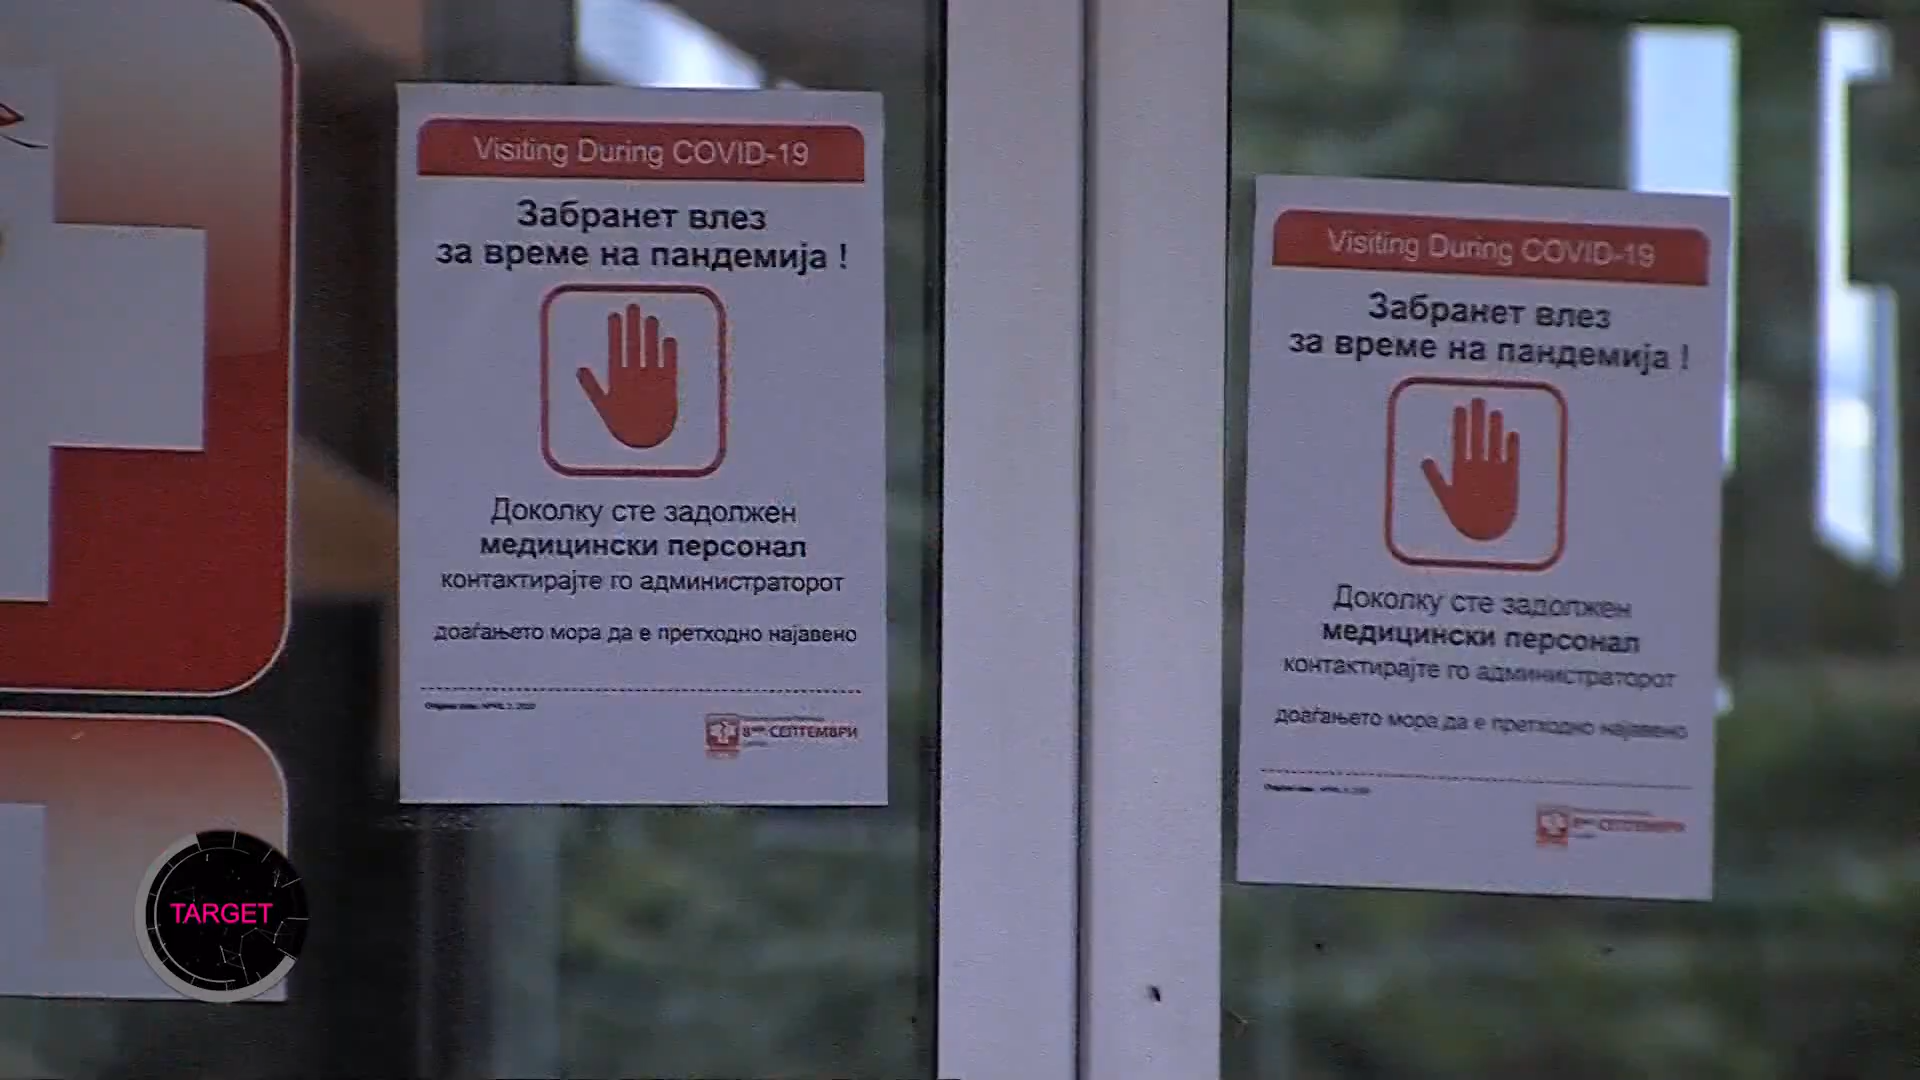 Visiting During COVID-19
Забранет влез
за време на пандемија !
Доколку сте задолжен
медицински персонал
контактирајте го администраторот
доаѓањето мора да е претходно најавено
СЕПТЕМВРИ
Visiting During COVID-19
Забранет влез
за време на пандемија !
Доколку сте задолжен
медицински персонал
контактирајте го администраторот
доаѓањето мора да е претходно најавено
СЕПТЕМВРИ
TARGET